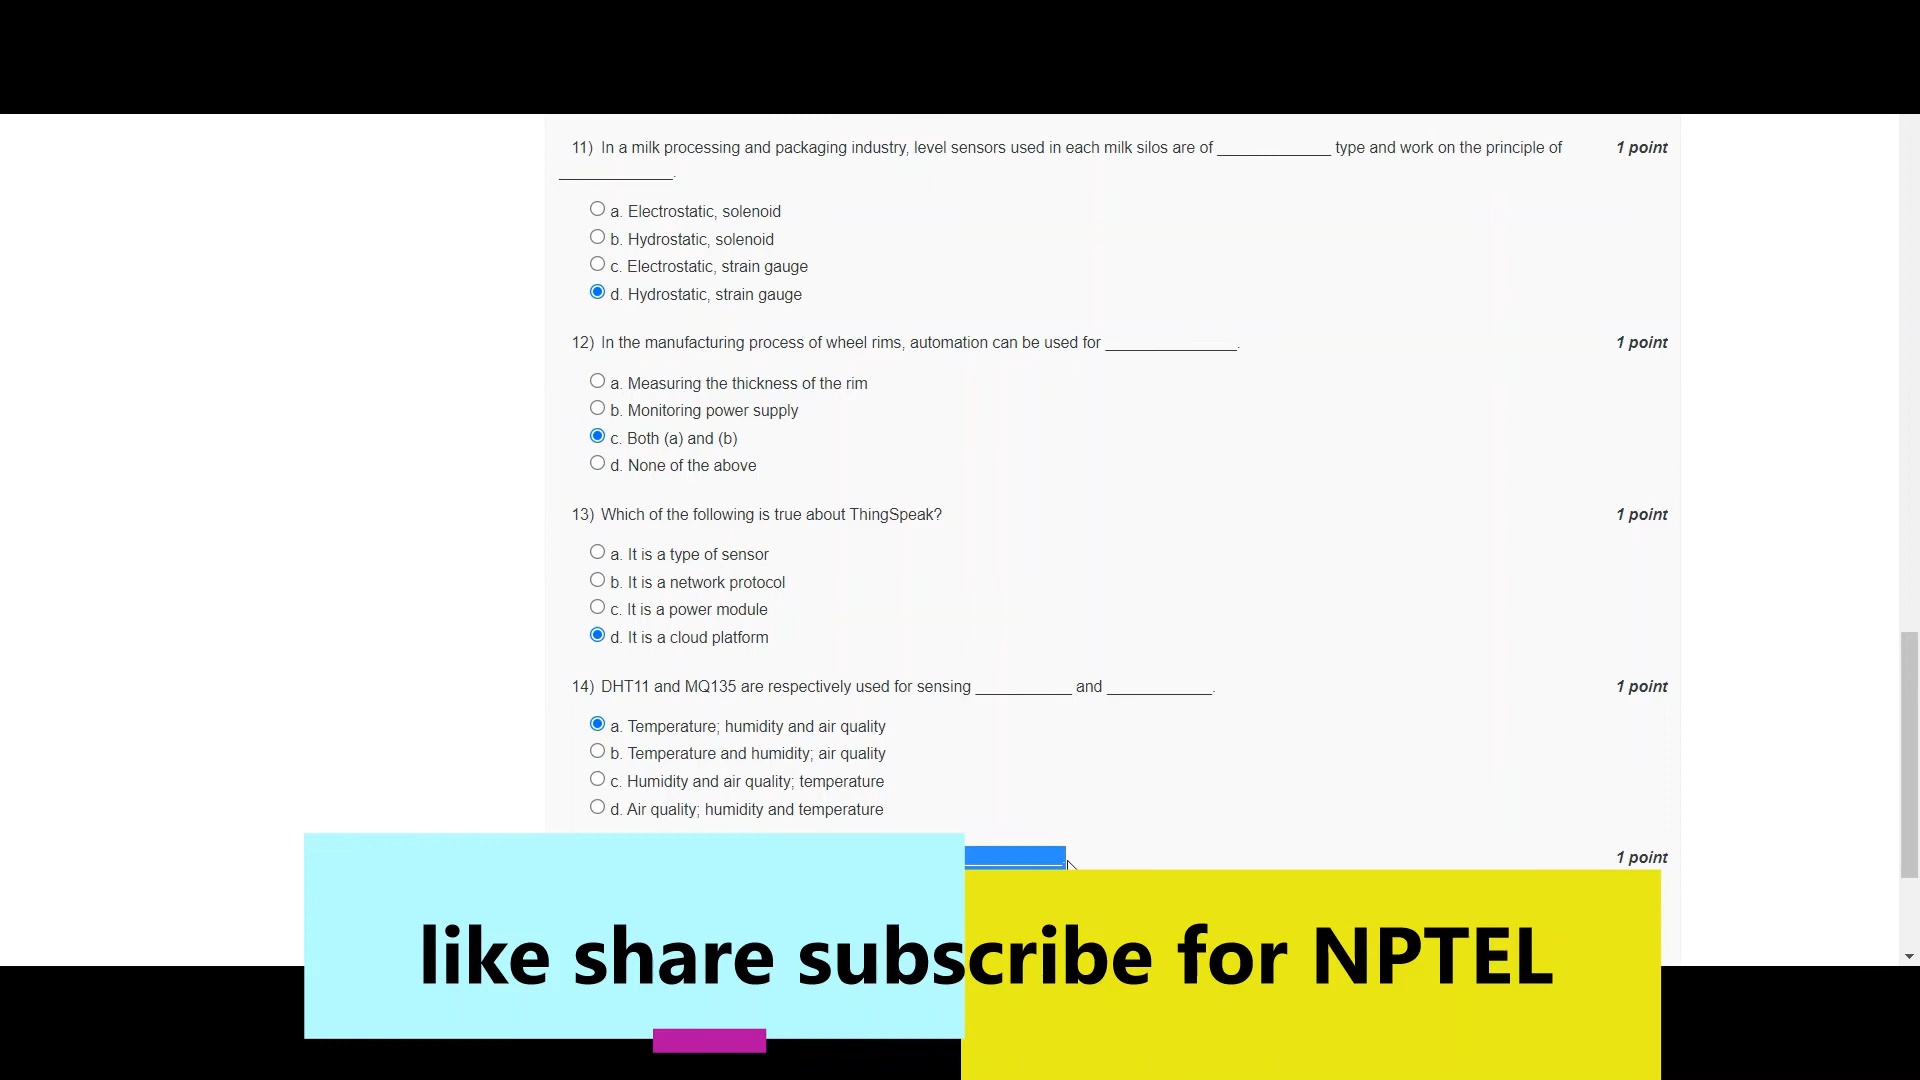 11) In a milk processing and packaging industry, level sensors used in each milk silos are of _____________ type and work on the principle of 1 point
_____________.
a. Electrostatic, solenoid
b. Hydrostatic, solenoid
c. Electrostatic, strain gauge
d. Hydrostatic, strain gauge
12) In the manufacturing process of wheel rims, automation can be used for _______________. 1 point
a. Measuring the thickness of the rim
b. Monitoring power supply
c. Both (a) and (b)
d. None of the above
13) Which of the following is true about ThingSpeak? 1 point
a. It is a type of sensor
b. It is a network protocol
c. It is a power module
d. It is a cloud platform
14) DHT11 and MQ135 are respectively used for sensing ___________ and ____________. 1 point
a. Temperature; humidity and air quality
b. Temperature and humidity; air quality
c. Humidity and air quality; temperature
d. Air quality; humidity and temperature
1 point
like share subscribe for NPTEL